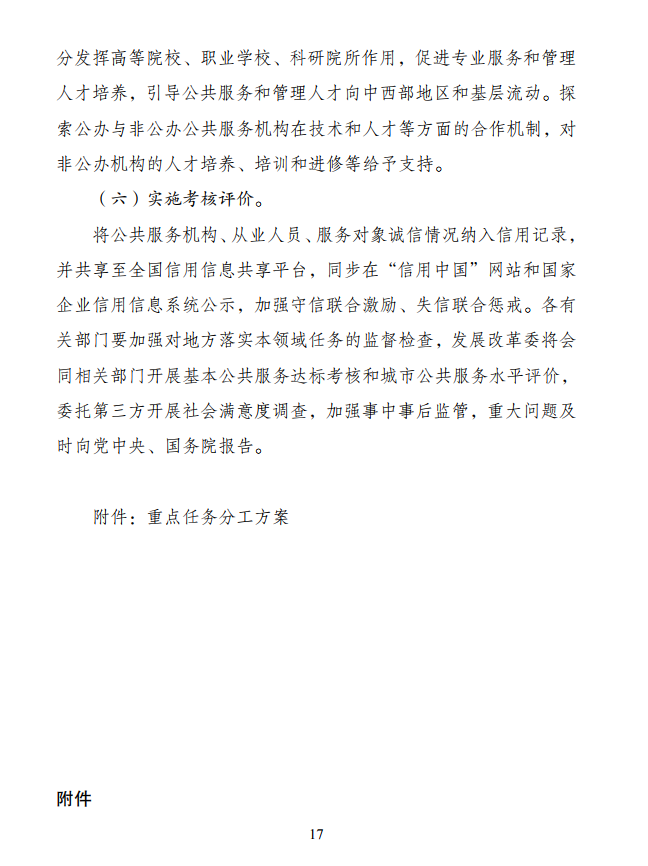 分发挥高等院校、职业学校、科研院所作用，促进专业服务和管理
人才培养，引导公共服务和管理人才向中西部地区和基层流动。探
索公办与非公办公共服务机构在技术和人才等方面的合作机制，对
非公办机构的人才培养、培训和进修等给予支持。
（六）实施考核评价。
将公共服务机构、从业人员、服务对象诚信情况纳入信用记录，
并共享至全国信用信息共享平台，同步在“信用中国”网站和国家
企业信用信息系统公示，加强守信联合激励、失信联合惩戒。各有
关部门要加强对地方落实本领域任务的监督检查，发展改革委将会
同相关部门开展基本公共服务达标考核和城市公共服务水平评价，
委托第三方开展社会满意度调查，加强事中事后监管，重大问题及
时向党中央、国务院报告。
附件：重点任务分工方案
附件
17